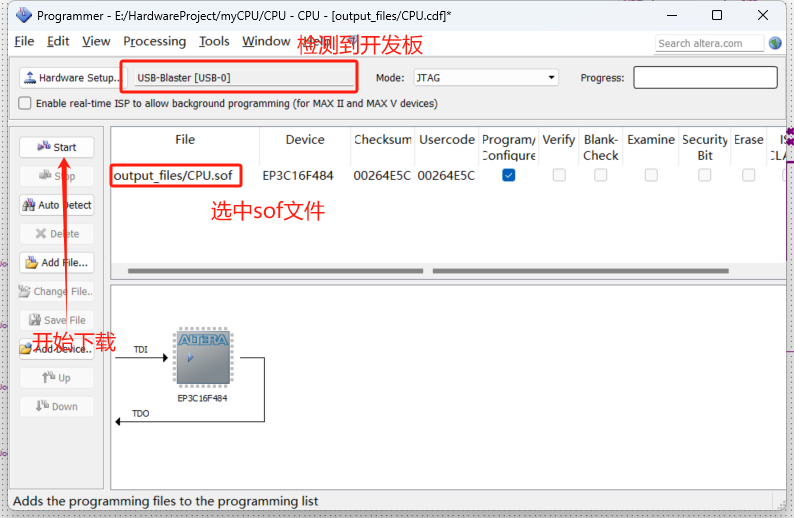 Programmer - E:/HardwareProject/myCPU/CPU - CPU - [output_files/CPU.cdf]*
File Edit View Processing Tools Window Help
检测到开发板
Search altera.com
Hardware Setup...
USB-Blaster [USB-0]
Mode:
JTAG
Progress:
Enable real-time ISP to allow background programming (for MAX II and MAX V devices)
Start
Stop
Auto Detect
Delete
Add File...
Change File..
Save File
Add Device..
Up
Down
开始下载
File Device Checksum Usercode Program/ Verify Blank- Examine Security Erase
Configure Check Bit
output_files/CPU.sof EP3C16F484 00264E5C 00264E5C
选中sof文件
TDI
ALTERA
EP3C16F484
TDO
Adds the programming files to the programming list